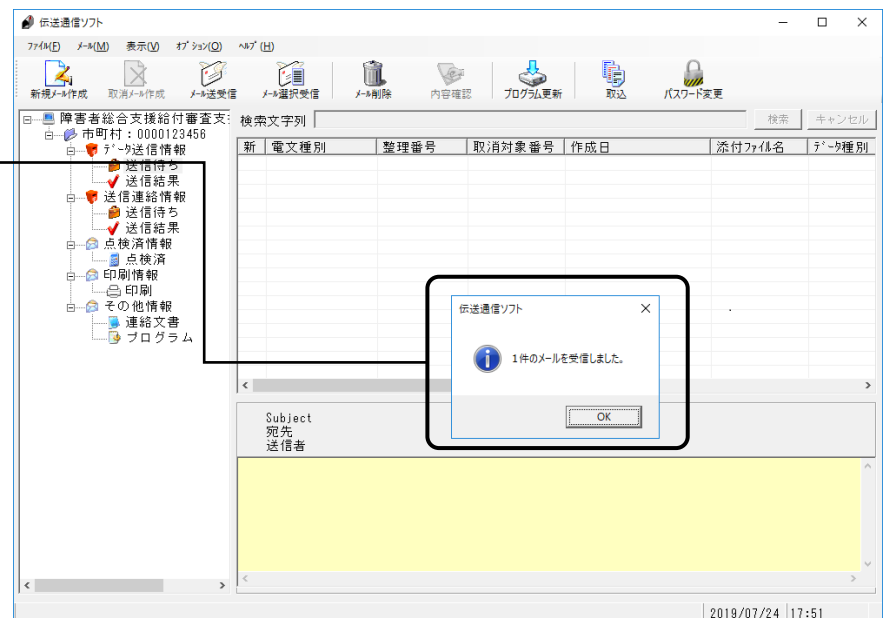 伝送通信ソフト
ファイル(F) メール(M) 表示(V) オプション(O) ヘルプ(H)
新規メール作成 取消メール作成 メール送受信 メール選択受信 メール削除 内容確認 プログラム更新 取込 パスワード変更
障害者総合支援給付審査支
検索文字列 検索 キャンセル
市町村:0000123456
新 電文種別 整理番号 取消対象番号 作成日 添付ファイル名 データ種別
データ送信情報
送信待ち
送信結果
送信連絡情報
送信待ち
送信結果
点検済情報
点検済
印刷情報
印刷
その他情報
連絡文書
プログラム
伝送通信ソフト
1件のメールを受信しました。
OK
Subject
宛先
送信者
2019/07/24 17:51